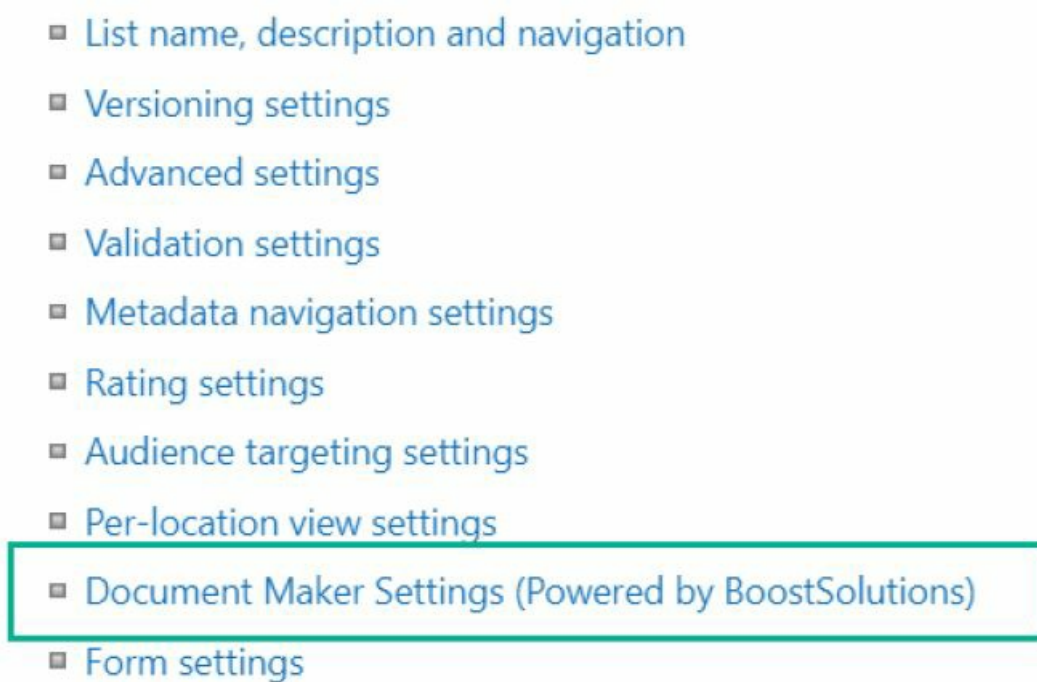 List name, description and navigation
Versioning settings
Advanced settings
Validation settings
Metadata navigation settings
Rating settings
Audience targeting settings
Per-location view settings
Document Maker Settings (Powered by BoostSolutions)
Form settings